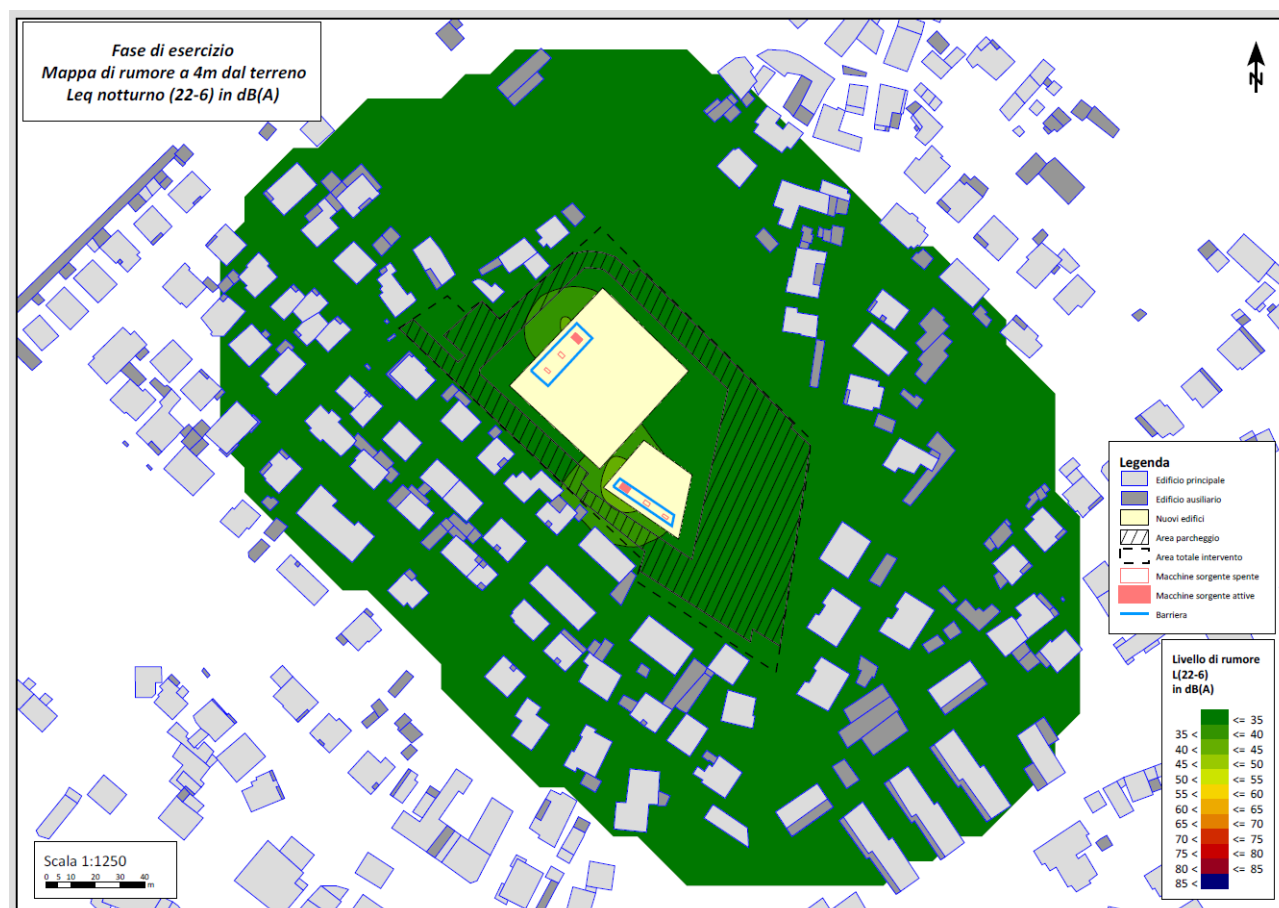 Fase di esercizio
Mappa di rumore a 4m dal terreno
Leq notturno (22-6) in dB(A)
N
Legenda
Edificio principale
Edificio ausiliario
Nuovi edifici
Area parcheggio
Area totale intervento
Macchine sorgente spente
Macchine sorgente attive
Barriera
Livello di rumore
L(22-6)
in dB(A)
<= 35
35 < <= 40
40 < <= 45
45 < <= 50
50 < <= 55
55 < <= 60
60 < <= 65
65 < <= 70
70 < <= 75
75 < <= 80
80 < <= 85
85 <
Scala 1:1250
0 5 10 20 30 40
m